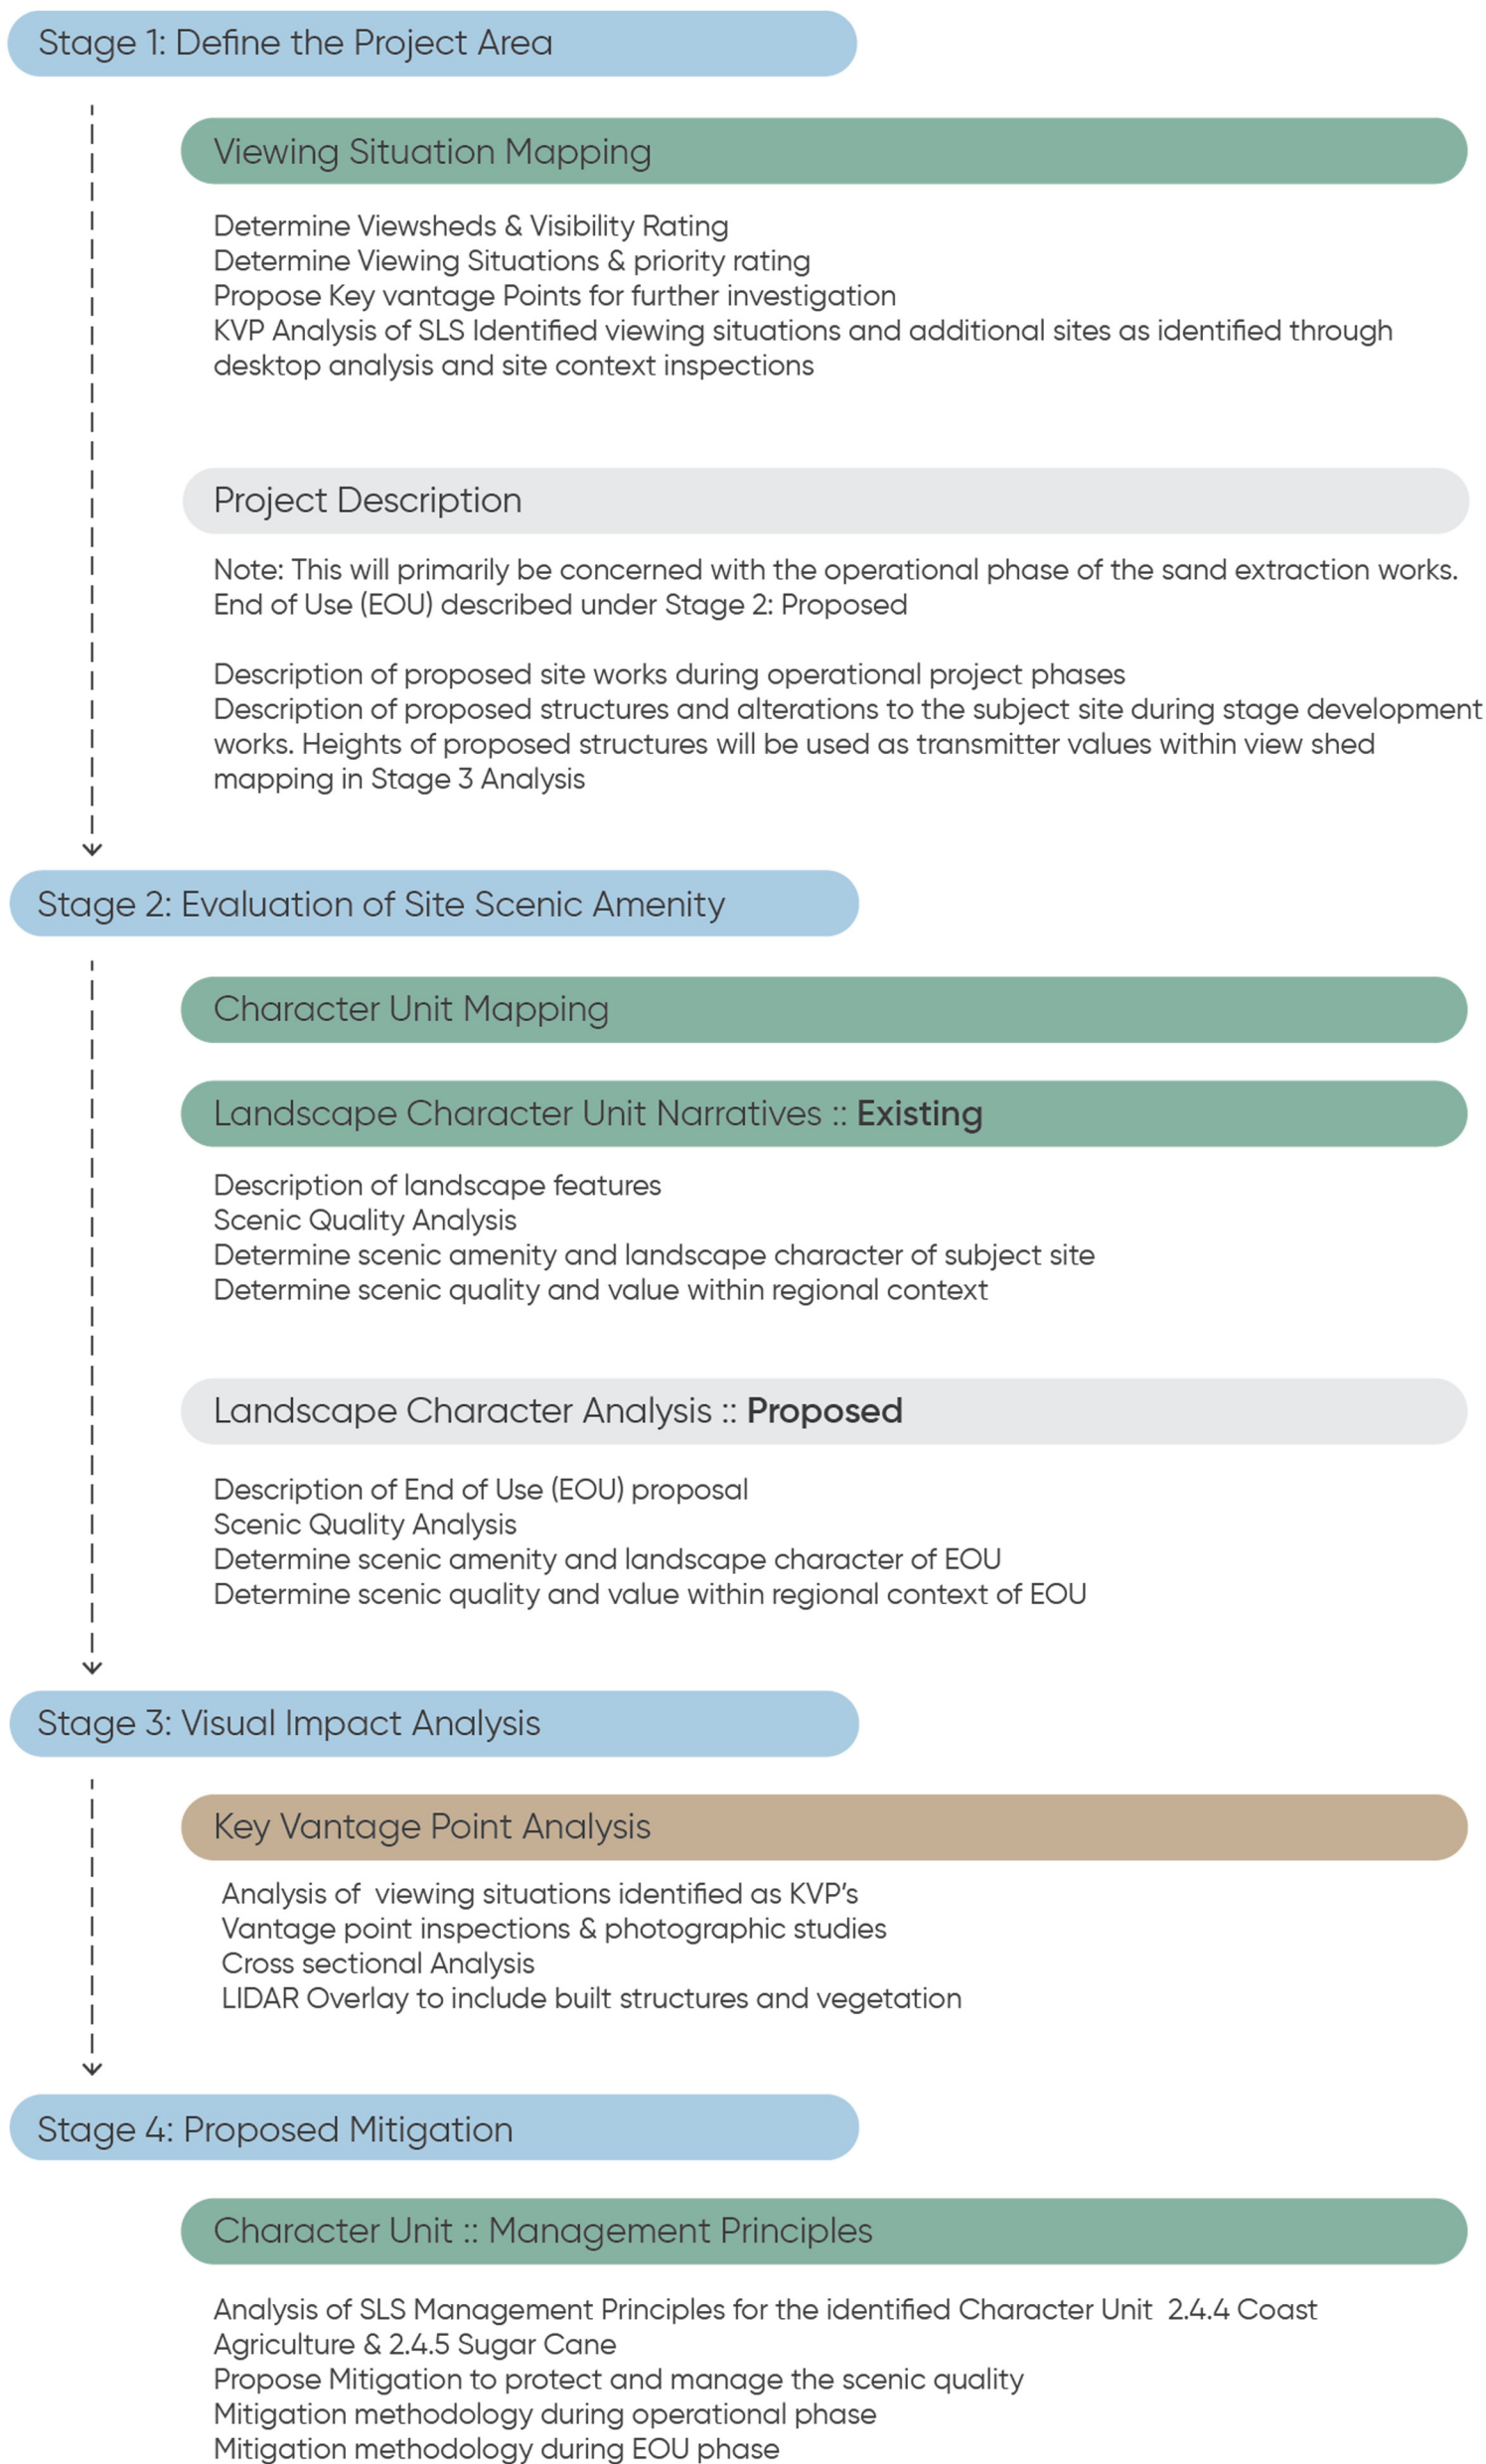 Stage 1: Define the Project Area
Viewing Situation Mapping
Determine Viewsheds & Visibility Rating
Determine Viewing Situations & priority rating
Propose Key vantage Points for further investigation
KVP Analysis of SLS Identified viewing situations and additional sites as identified through
desktop analysis and site context inspections
Project Description
Note: This will primarily be concerned with the operational phase of the sand extraction works.
End of Use (EOU) described under Stage 2: Proposed
Description of proposed site works during operational project phases
Description of proposed structures and alterations to the subject site during stage development
works. Heights of proposed structures will be used as transmitter values within view shed
mapping in Stage 3 Analysis
Stage 2: Evaluation of Site Scenic Amenity
Character Unit Mapping
Landscape Character Unit Narratives :: Existing
Description of landscape features
Scenic Quality Analysis
Determine scenic amenity and landscape character of subject site
Determine scenic quality and value within regional context
Landscape Character Analysis :: Proposed
Description of End of Use (EOU) proposal
Scenic Quality Analysis
Determine scenic amenity and landscape character of EOU
Determine scenic quality and value within regional context of EOU
Stage 3: Visual Impact Analysis
Key Vantage Point Analysis
Analysis of  viewing situations identified as KVP's
Vantage point inspections & photographic studies
Cross sectional Analysis
LIDAR Overlay to include built structures and vegetation
Stage 4: Proposed Mitigation
Character Unit :: Management Principles
Analysis of SLS Management Principles for the identified Character Unit  2.4.4 Coast
Agriculture & 2.4.5 Sugar Cane
Propose Mitigation to protect and manage the scenic quality
Mitigation methodology during operational phase
Mitigation methodology during EOU phase